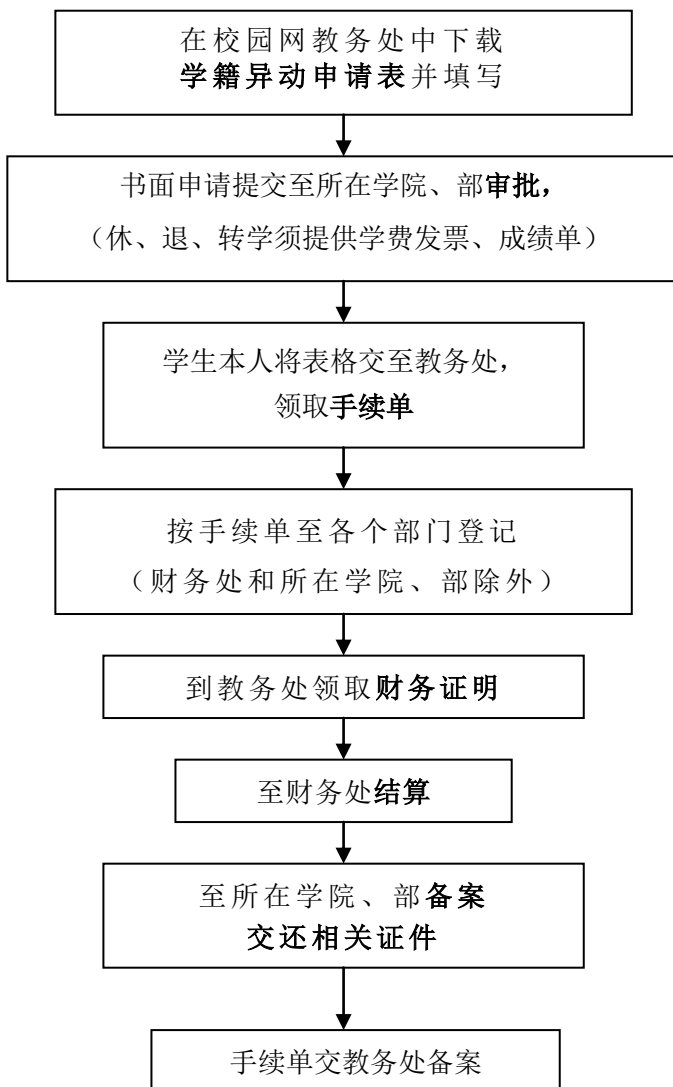 在校园网教务处中下载
学籍异动申请表并填写
书面申请提交至所在学院、部审批，
（休、退、转学须提供学费发票、成绩单）
学生本人将表格交至教务处，
领取手续单
按手续单至各个部门登记
（财务处和所在学院、部除外）
到教务处领取财务证明
至财务处结算
至所在学院、部备案
交还相关证件
手续单交教务处备案